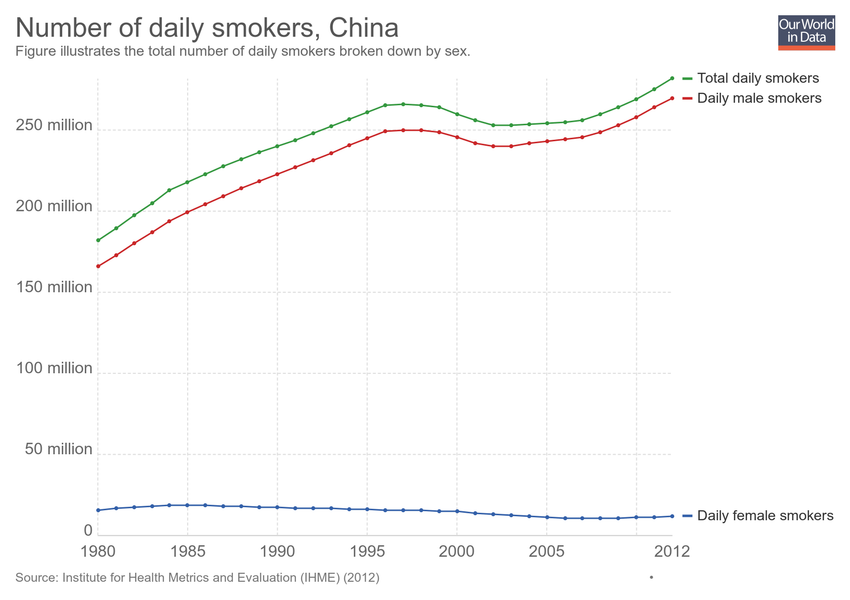 Number of daily smokers, China
Figure illustrates the total number of daily smokers broken down by sex.
Our World
in Data
Total daily smokers
Daily male smokers
250 million
200 million
150 million
100 million
50 million
Daily female smokers
0
1980 1985 1990 1995 2000 2005 2012
Source: Institute for Health Metrics and Evaluation (IHME) (2012) •